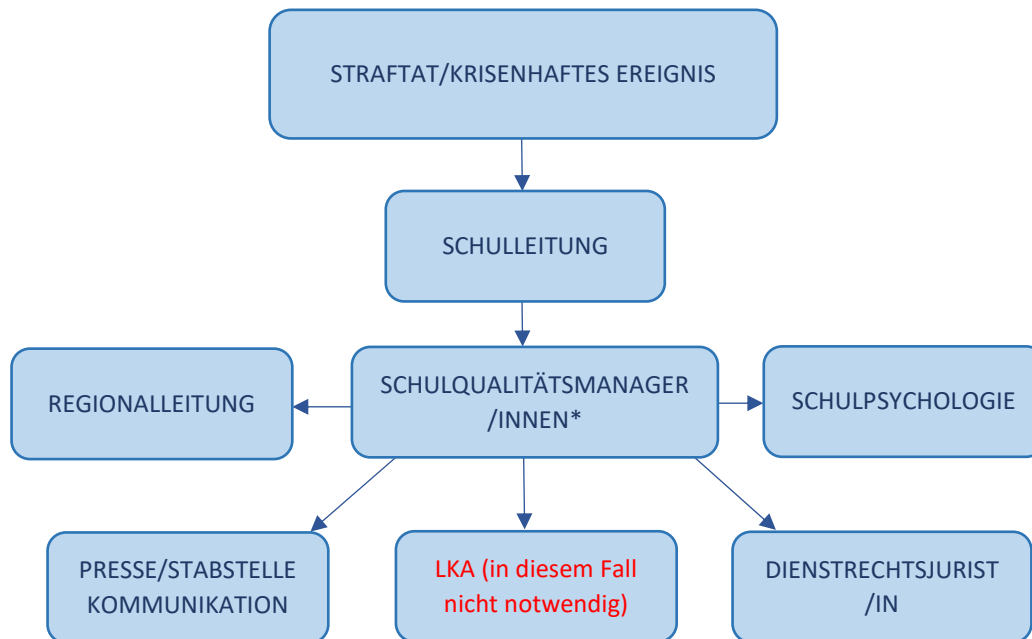 STRAFTAT/KRISENHAFTES EREIGNIS
SCHULLEITUNG
REGIONALLEITUNG
SCHULQUALITÄTSMANAGER
/INNEN*
SCHULPSYCHOLOGIE
PRESSE/STABSTELLE
KOMMUNIKATION
LKA (in diesem Fall
nicht notwendig)
DIENSTRECHTSJURIST
/IN